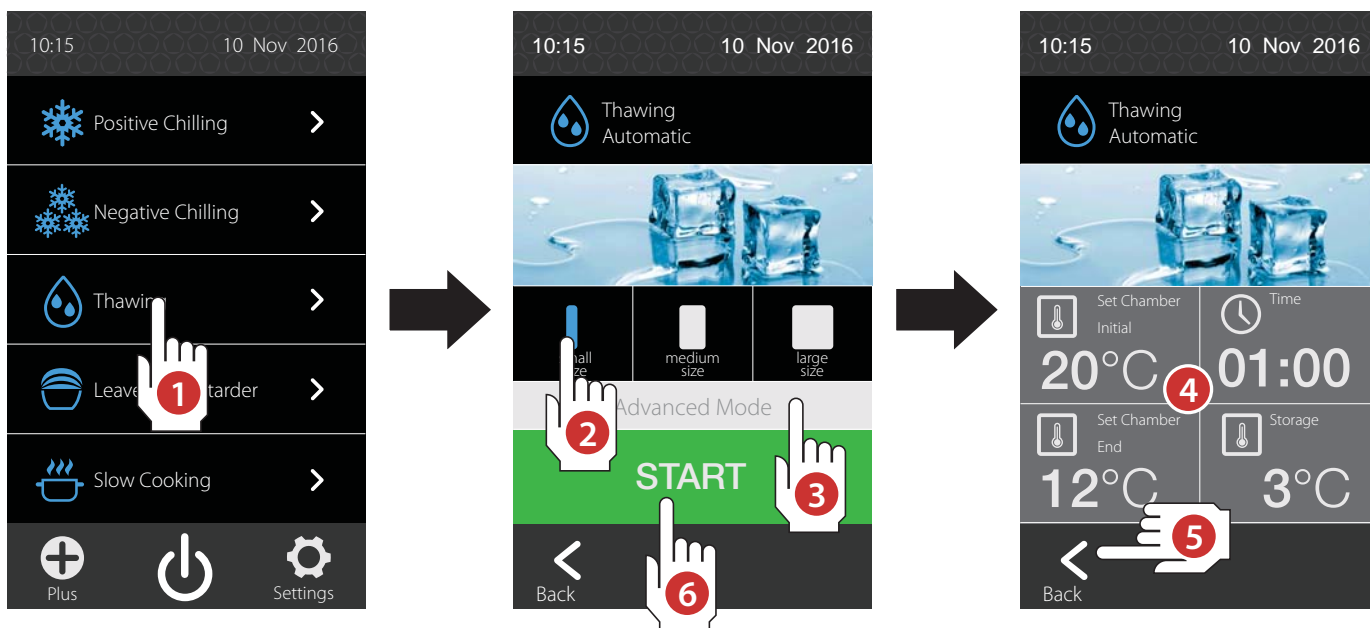 10:15 10 Nov 2016
Positive Chilling
Negative Chilling
Thawing
1
Leave tarder
Slow Cooking
Plus
Settings
10:15 10 Nov 2016
Thawing
Automatic
small
size
medium
size
large
size
Advanced Mode
2
3
START
6
Back
10:15 10 Nov 2016
Thawing
Automatic
Set Chamber
Initial
20°C
Time
01:00
4
Set Chamber
End
12°C
Storage
3°C
5
Back